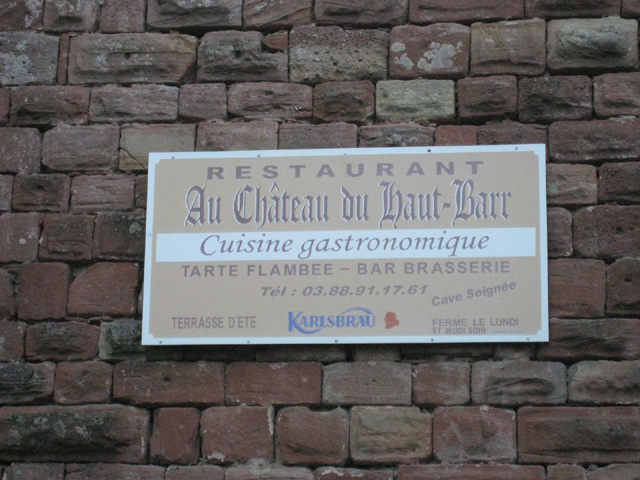 RESTAURANT
Au Château du Haut-Barr
Cuisine gastronomique
TARTE FLAMBEE – BAR BRASSERIE
Tél : 03.88.91.17.61
Cave Soignée
TERRASSE D'ETE
KARLSBRÄU
FERME LE LUNDI
ET JEUDI SOIR